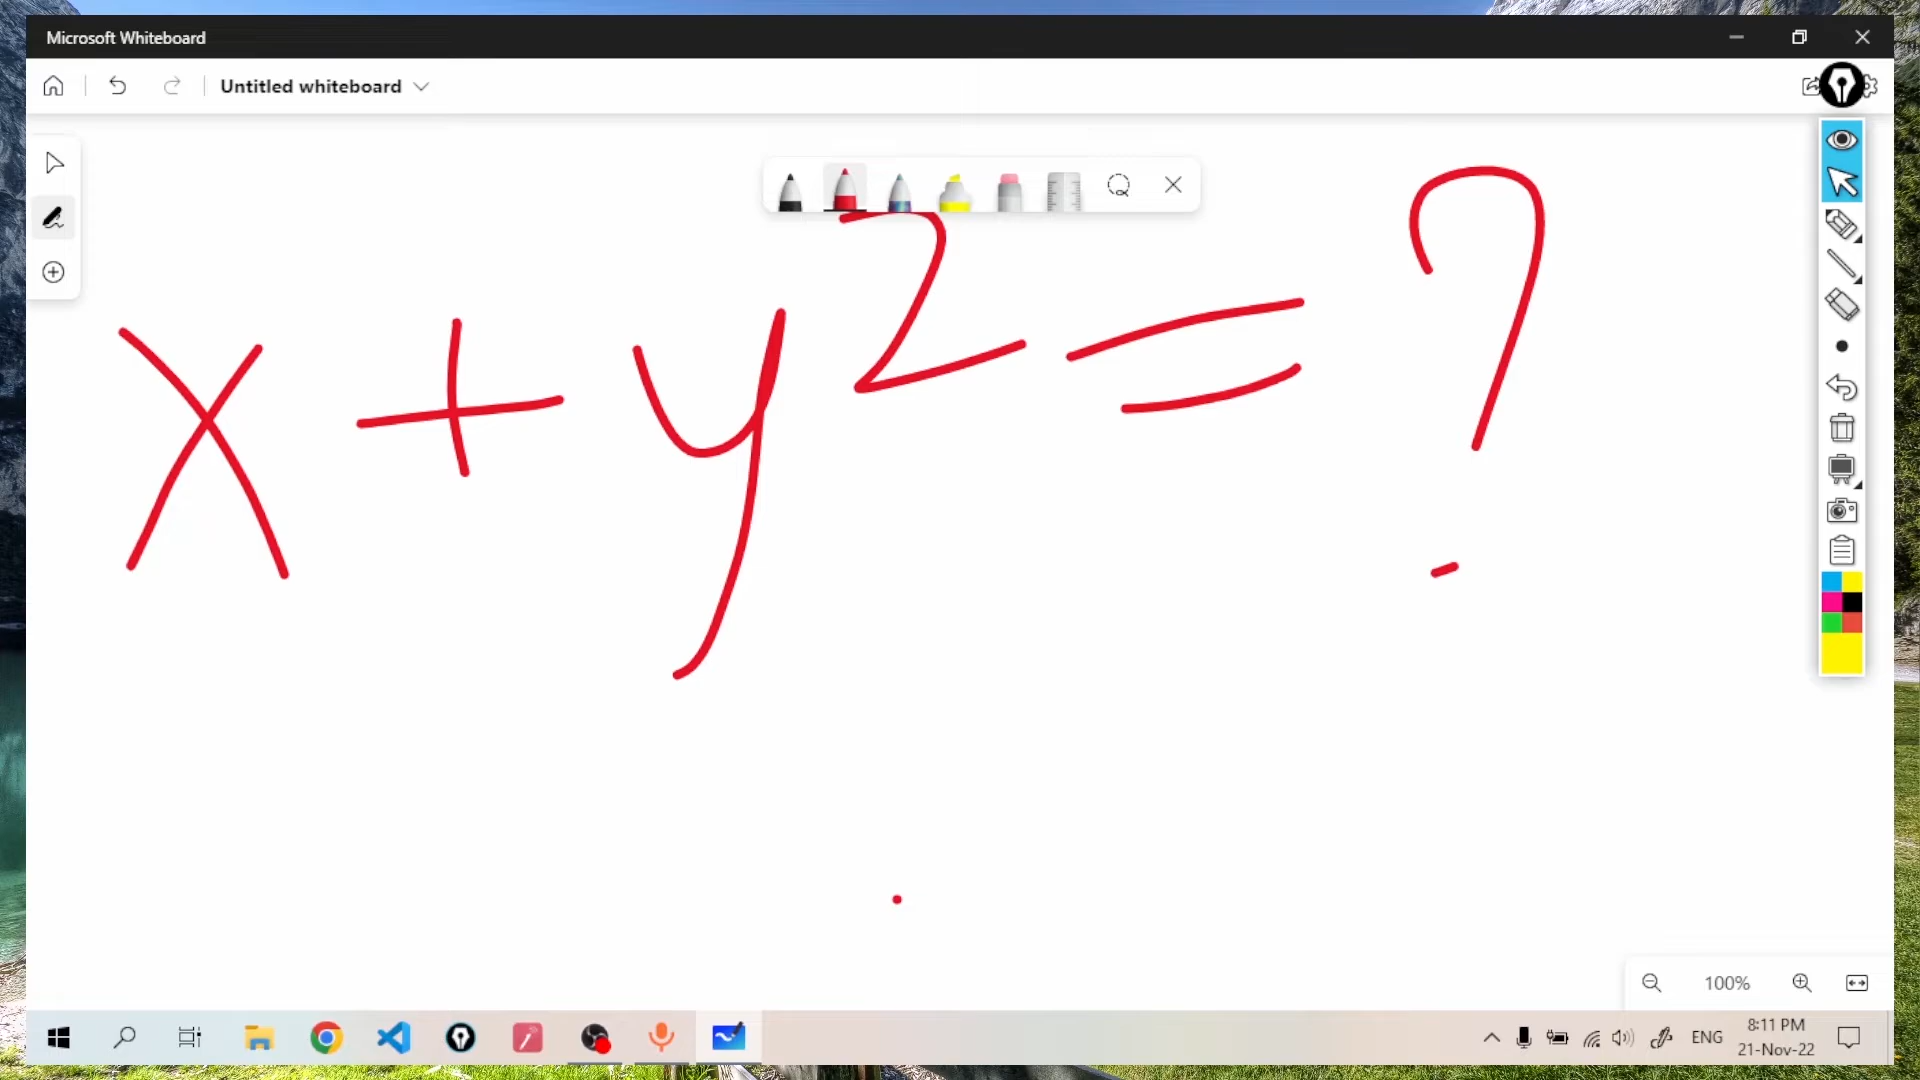 Microsoft Whiteboard
Untitled whiteboard
x + y² = ?
100%
ENG
8:11 PM
21-Nov-22